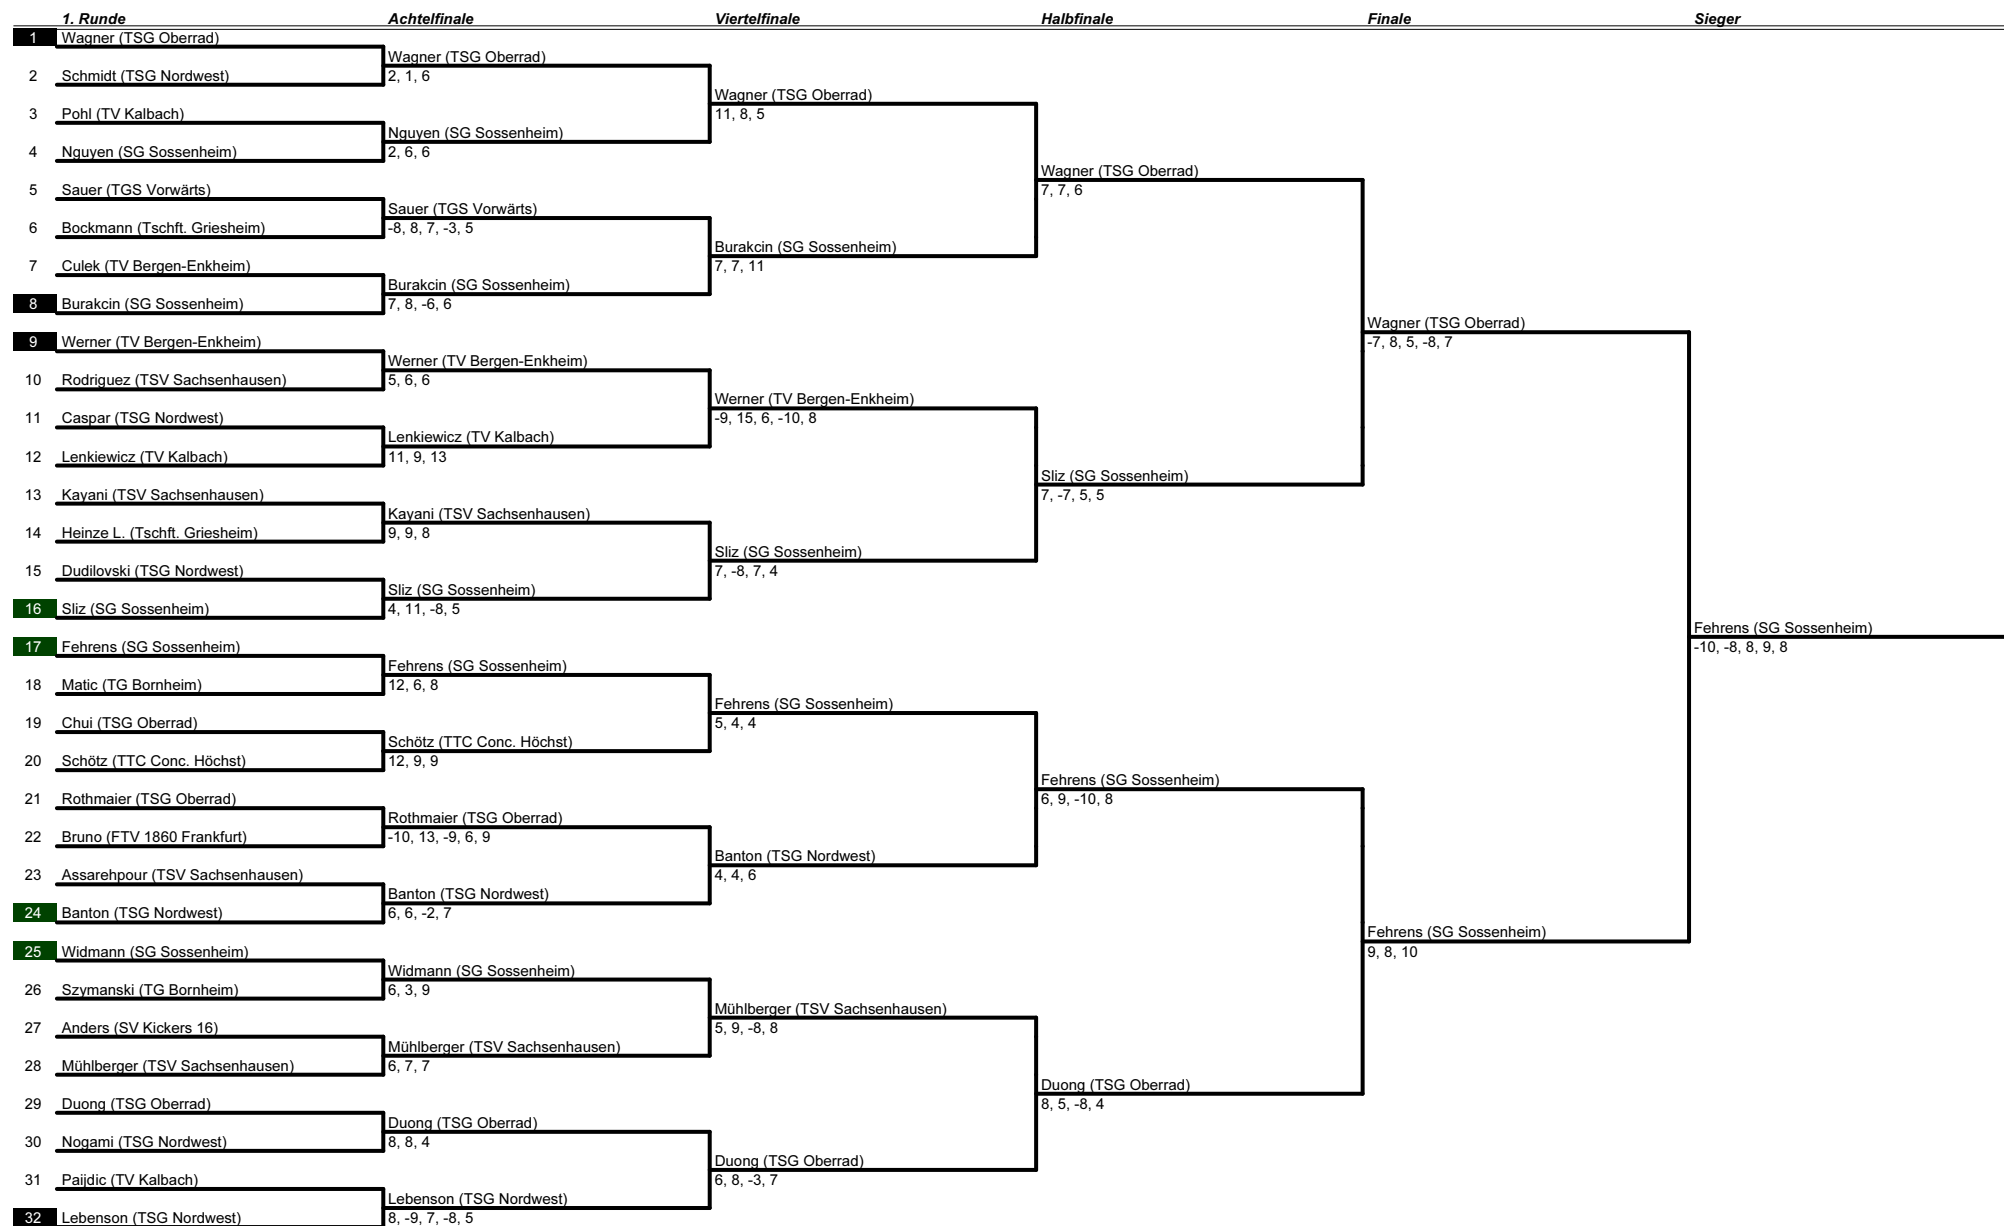 1. Runde Achtelfinale Viertelfinale Halbfinale Finale Sieger
1 Wagner (TSG Oberrad)
Wagner (TSG Oberrad)
2 Schmidt (TSG Nordwest) 2, 1, 6
Wagner (TSG Oberrad)
3 Pohl (TV Kalbach) 11, 8, 5
Nguyen (SG Sossenheim)
4 Nguyen (SG Sossenheim) 2, 6, 6
Wagner (TSG Oberrad)
5 Sauer (TGS Vorwärts) 7, 7, 6
Sauer (TGS Vorwärts)
6 Bockmann (Tschft. Griesheim) -8, 8, 7, -3, 5
Burakcin (SG Sossenheim)
7 Culek (TV Bergen-Enkheim) 7, 7, 11
Burakcin (SG Sossenheim)
8 Burakcin (SG Sossenheim) 7, 8, -6, 6
Wagner (TSG Oberrad)
9 Werner (TV Bergen-Enkheim) -7, 8, 5, -8, 7
Werner (TV Bergen-Enkheim)
10 Rodriguez (TSV Sachsenhausen) 5, 6, 6
Werner (TV Bergen-Enkheim)
11 Caspar (TSG Nordwest) -9, 15, 6, -10, 8
Lenkiewicz (TV Kalbach)
12 Lenkiewicz (TV Kalbach) 11, 9, 13
Sliz (SG Sossenheim)
13 Kayani (TSV Sachsenhausen) 7, -7, 5, 5
Kayani (TSV Sachsenhausen)
14 Heinze L. (Tschft. Griesheim) 9, 9, 8
Sliz (SG Sossenheim)
15 Dudilovski (TSG Nordwest) 7, -8, 7, 4
Sliz (SG Sossenheim)
16 Sliz (SG Sossenheim) 4, 11, -8, 5
Fehrens (SG Sossenheim)
17 Fehrens (SG Sossenheim) -10, -8, 8, 9, 8
Fehrens (SG Sossenheim)
18 Matic (TG Bornheim) 12, 6, 8
Fehrens (SG Sossenheim)
19 Chui (TSG Oberrad) 5, 4, 4
Schötz (TTC Conc. Höchst)
20 Schötz (TTC Conc. Höchst) 12, 9, 9
Fehrens (SG Sossenheim)
21 Rothmaier (TSG Oberrad) 6, 9, -10, 8
Rothmaier (TSG Oberrad)
22 Bruno (FTV 1860 Frankfurt) -10, 13, -9, 6, 9
Banton (TSG Nordwest)
23 Assarehpour (TSV Sachsenhausen) 4, 4, 6
Banton (TSG Nordwest)
24 Banton (TSG Nordwest) 6, 6, -2, 7
Fehrens (SG Sossenheim)
25 Widmann (SG Sossenheim) 9, 8, 10
Widmann (SG Sossenheim)
26 Szymanski (TG Bornheim) 6, 3, 9
Mühlberger (TSV Sachsenhausen)
27 Anders (SV Kickers 16) 5, 9, -8, 8
Mühlberger (TSV Sachsenhausen)
28 Mühlberger (TSV Sachsenhausen) 6, 7, 7
Duong (TSG Oberrad)
29 Duong (TSG Oberrad) 8, 5, -8, 4
Duong (TSG Oberrad)
30 Nogami (TSG Nordwest) 8, 8, 4
Duong (TSG Oberrad)
31 Paijdic (TV Kalbach) 6, 8, -3, 7
Lebenson (TSG Nordwest)
32 Lebenson (TSG Nordwest) 8, -9, 7, -8, 5